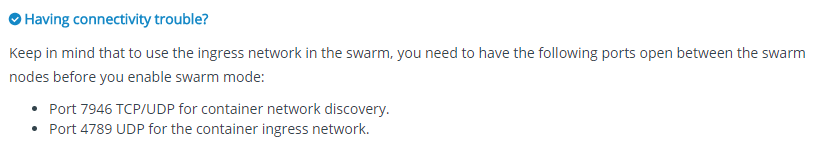 Having connectivity trouble?
Keep in mind that to use the ingress network in the swarm, you need to have the following ports open between the swarm
nodes before you enable swarm mode:
• Port 7946 TCP/UDP for container network discovery.
• Port 4789 UDP for the container ingress network.